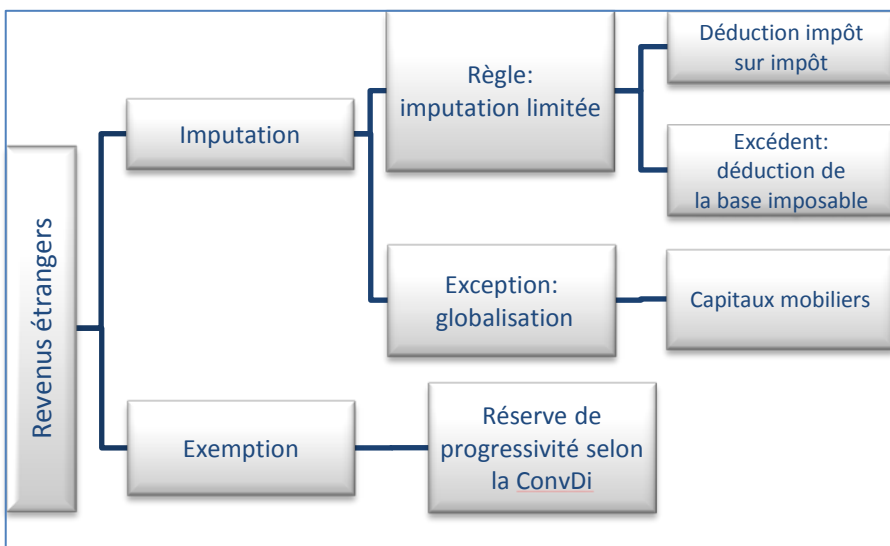 Revenus étrangers
Imputation
Règle:
imputation limitée
Déduction impôt
sur impôt
Excédent:
déduction de
la base imposable
Exception:
globalisation
Capitaux mobiliers
Exemption
Réserve de
progressivité selon
la ConvDi